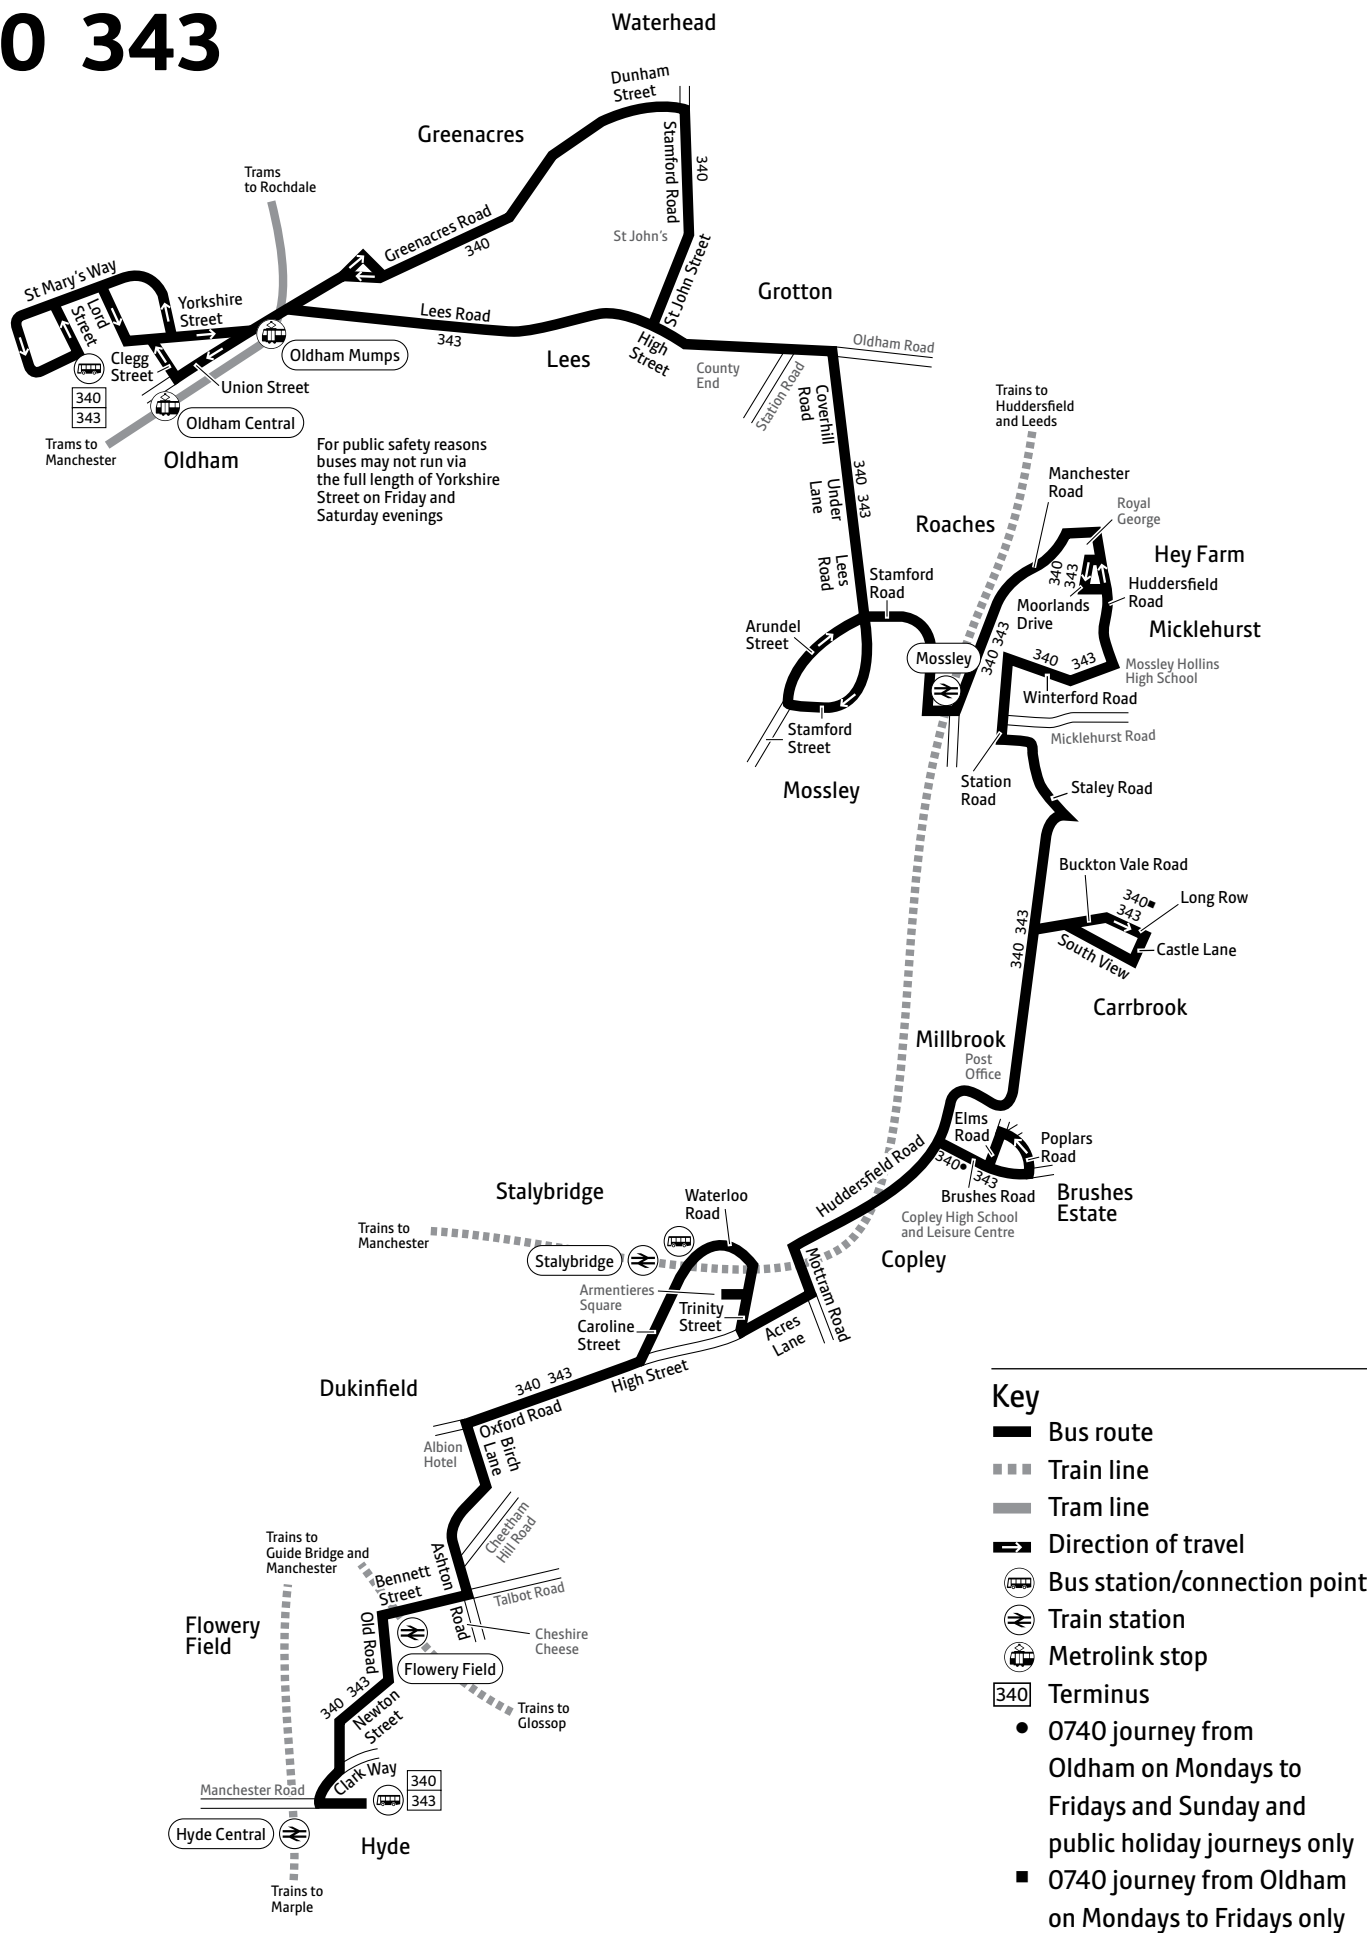 0 343
Waterhead
Dunham
Street
Greenacres
Stamford Road
340
Trams
to Rochdale
Greenacres Road
340
St John's
St John Street
St Mary's Way
Lord
Street
Yorkshire
Street
Lees Road
343
Grotton
Oldham Road
High
Street
Lees
County
End
Station Road
Coverhill
Road
Clegg
Street
Oldham Mumps
Union Street
340
343
Oldham Central
Trams to
Manchester
Oldham
For public safety reasons
buses may not run via
the full length of Yorkshire
Street on Friday and
Saturday evenings
Trains to
Huddersfield
and Leeds
340 343
Under
Lane
Manchester
Road
Royal
George
Roaches
Hey Farm
Lees
Road
Stamford
Road
340
343
Huddersfield
Road
Moorlands
Drive
Arundel
Street
Micklehurst
Mossley
340 343
340 343
Mossley Hollins
High School
Winterford Road
Stamford
Street
Micklehurst Road
Mossley
Station
Road
Staley Road
Buckton Vale Road
340■
343
Long Row
340 343
South View
Castle Lane
Carrbrook
Millbrook
Post
Office
Elms
Road
Poplars
Road
Huddersfield Road
340●
343
Brushes Road
Brushes
Estate
Copley High School
and Leisure Centre
Copley
Stalybridge
Waterloo
Road
Trains to
Manchester
Stalybridge
Armentieres
Square
Trinity
Street
Mottram Road
Caroline
Street
Acres
Lane
High Street
Dukinfield
340 343
Oxford Road
Albion
Hotel
Birch
Lane
Cheetham
Hill Road
Trains to
Guide Bridge and
Manchester
Ashton
Road
Bennett
Street
Talbot Road
Flowery
Field
Old Road
Cheshire
Cheese
Flowery Field
340 343
Newton
Street
Trains to
Glossop
Clark Way
Manchester Road
340
343
Hyde Central
Hyde
Trains to
Marple
Key
Bus route
Train line
Tram line
Direction of travel
Bus station/connection point
Train station
Metrolink stop
340 Terminus
● 0740 journey from
Oldham on Mondays to
Fridays and Sunday and
public holiday journeys only
■ 0740 journey from Oldham
on Mondays to Fridays only